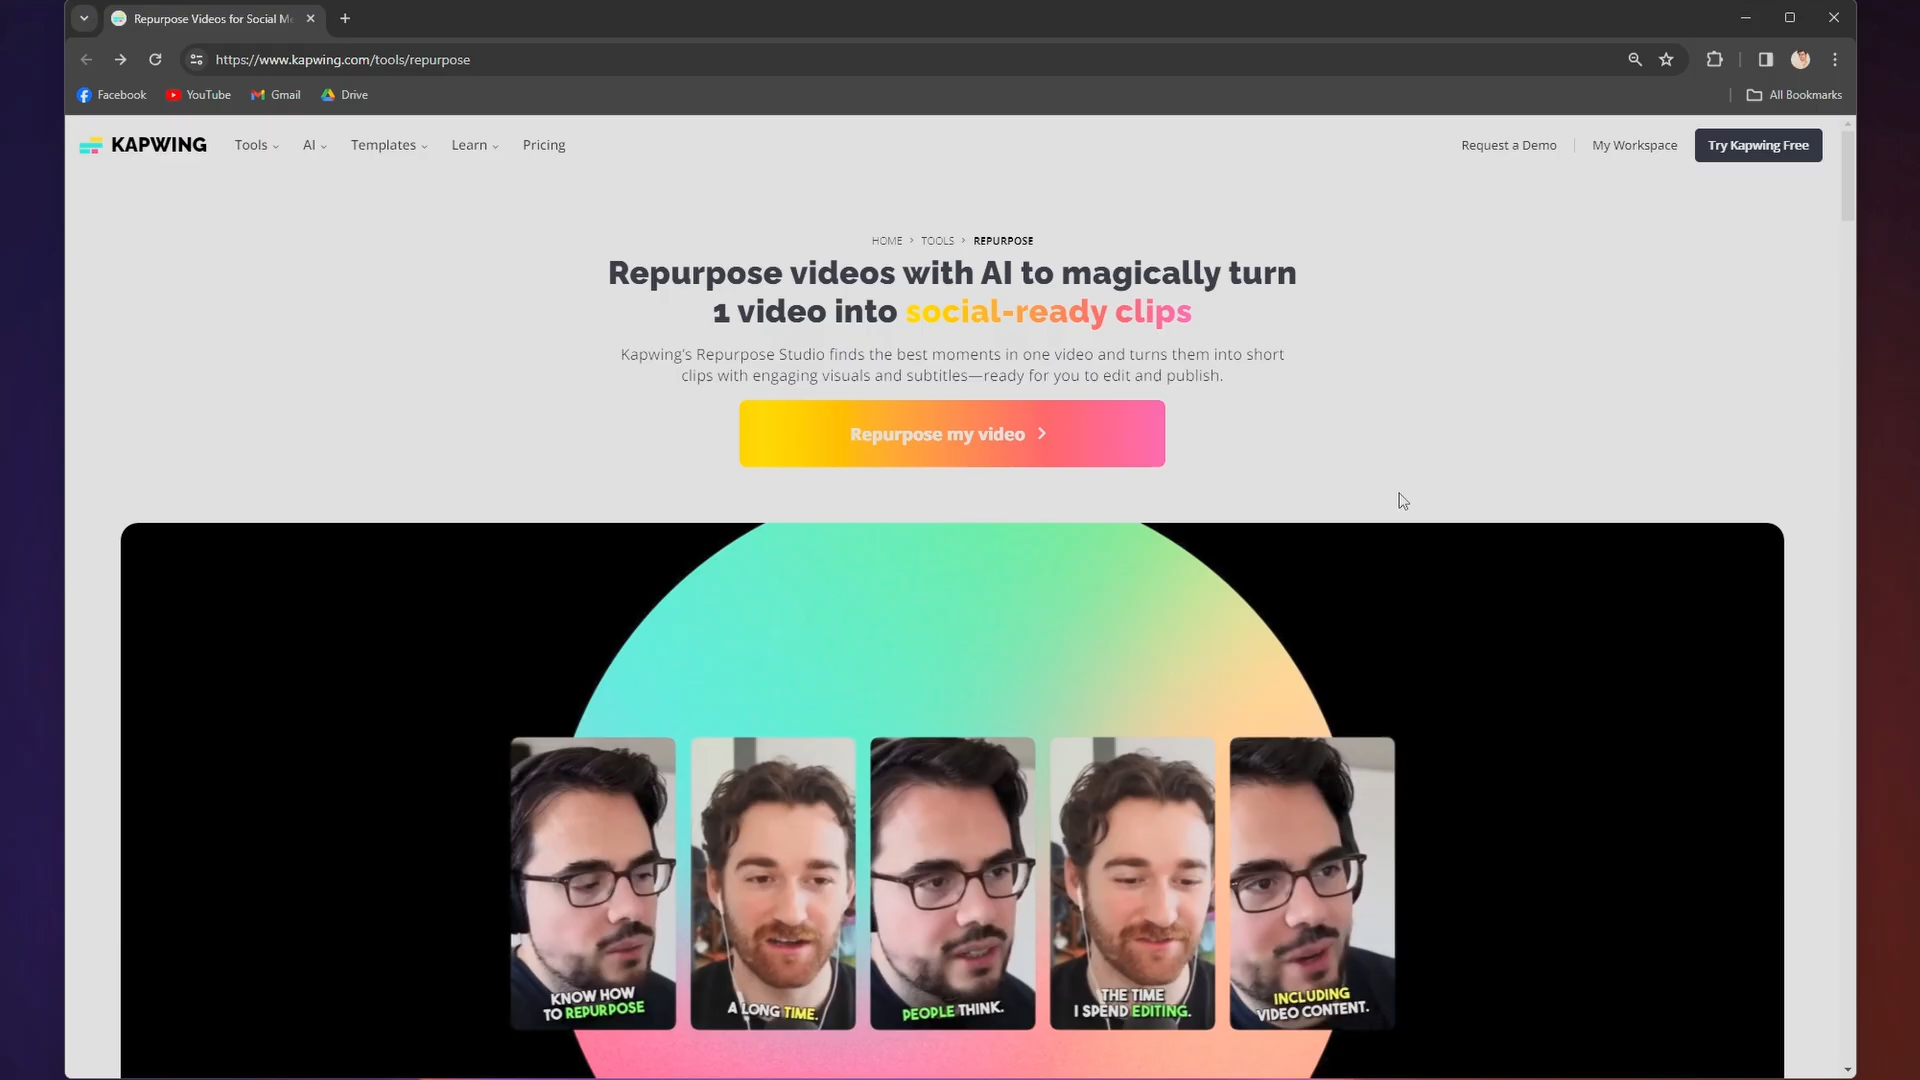 Repurpose Videos for Social Me
https://www.kapwing.com/tools/repurpose
Facebook
YouTube
Gmail
Drive
All Bookmarks
KAPWING
Tools
AI
Templates
Learn
Pricing
Request a Demo
My Workspace
Try Kapwing Free
HOME > TOOLS > REPURPOSE
Repurpose videos with AI to magically turn
1 video into social-ready clips
Kapwing's Repurpose Studio finds the best moments in one video and turns them into short
clips with engaging visuals and subtitles—ready for you to edit and publish.
Repurpose my video >
KNOW HOW
TO REPURPOSE
A LONG TIME.
PEOPLE THINK.
THE TIME
I SPEND EDITING.
INCLUDING
VIDEO CONTENT.